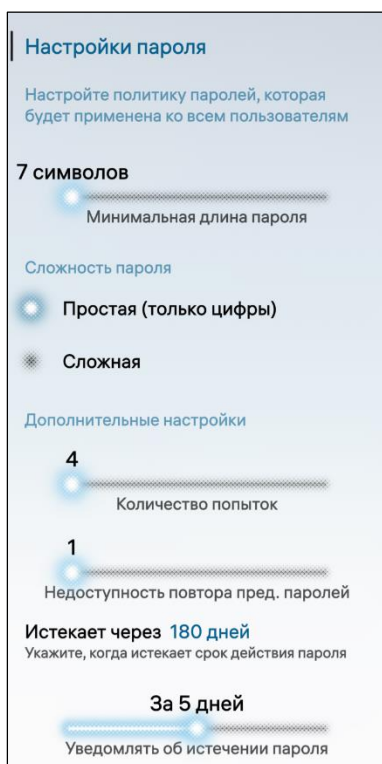 Настройки пароля
Настройте политику паролей, которая
будет применена ко всем пользователям
7 символов
Минимальная длина пароля
Сложность пароля
Простая (только цифры)
Сложная
Дополнительные настройки
4
Количество попыток
1
Недоступность повтора пред. паролей
Истекает через 180 дней
Укажите, когда истекает срок действия пароля
За 5 дней
Уведомлять об истечении пароля